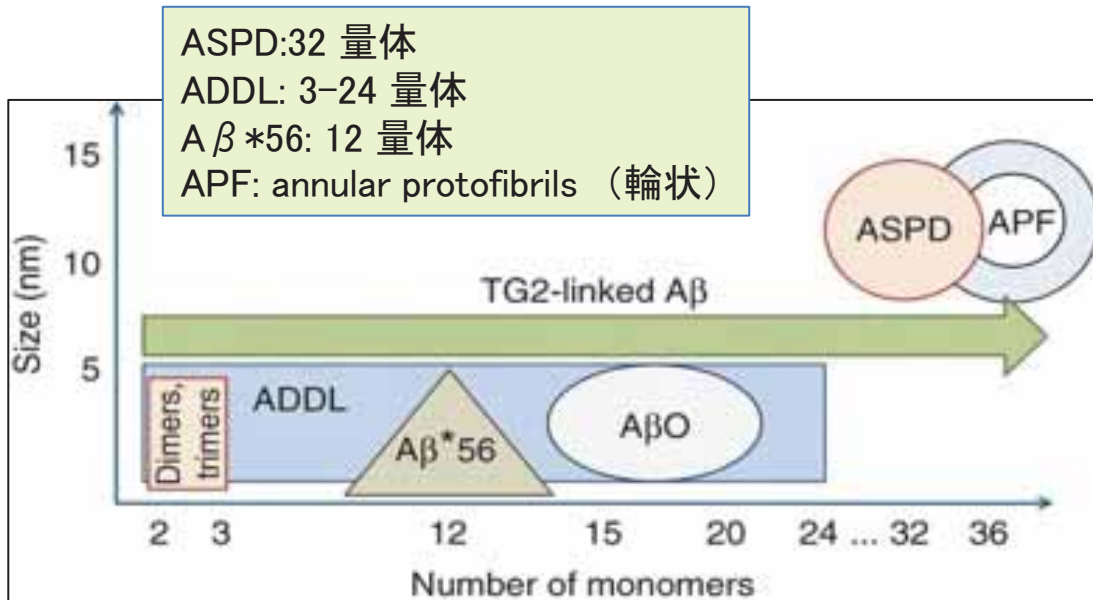 ASPD:32 量体
ADDL: 3-24 量体
Aβ*56: 12 量体
APF: annular protofibrils （輪状）
Size (nm)
15
10
5
ASPD
APF
TG2-linked Aβ
Dimers,
trimers
ADDL
Aβ*56
AβO
2 3 12 15 20 24 ... 32 36
Number of monomers